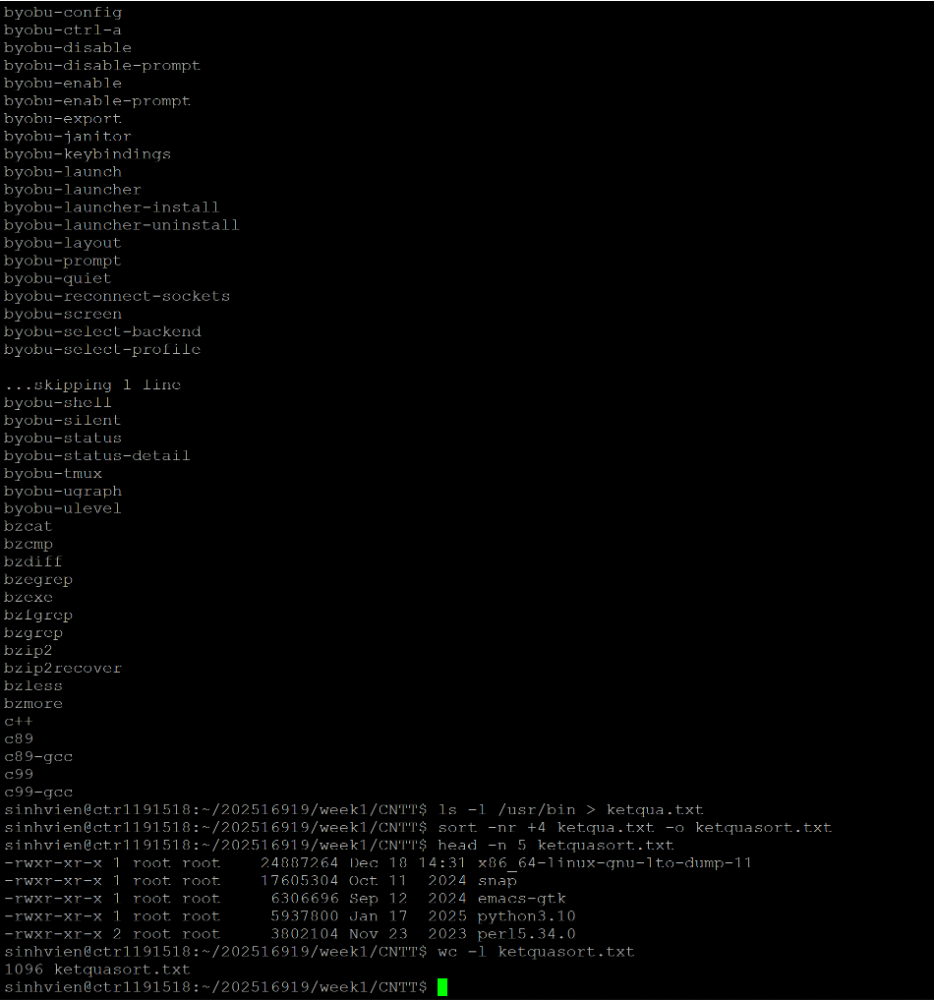 byobu-config
byobu-ctrl-a
byobu-disable
byobu-disable-prompt
byobu-enable
byobu-enable-prompt
byobu-export
byobu-janitor
byobu-keybindings
byobu-launch
byobu-launcher
byobu-launcher-install
byobu-launcher-uninstall
byobu-layout
byobu-prompt
byobu-quiet
byobu-reconnect-sockets
byobu-screen
byobu-select-backend
byobu-select-profile
...skipping 1 line
byobu-shell
byobu-silent
byobu-status
byobu-status-detail
byobu-tmux
byobu-ugraph
byobu-ulevel
bzcat
bzcmp
bzdiff
bzegrep
bzexe
bzfgrep
bzgrep
bzip2
bzip2recover
bzless
bzmore
c++
c89
c89-gcc
c99
c99-gcc
sinhvien@ctr1191518:~/202516919/week1/CNTT$ ls -l /usr/bin > ketqua.txt
sinhvien@ctr1191518:~/202516919/week1/CNTT$ sort -nr +4 ketqua.txt -o ketquasort.txt
sinhvien@ctr1191518:~/202516919/week1/CNTT$ head -n 5 ketquasort.txt
-rwxr-xr-x 1 root root    24887264 Dec 18 14:31 x86_64-linux-gnu-lto-dump-11
-rwxr-xr-x 1 root root    17605304 Oct 11  2024 snap
-rwxr-xr-x 1 root root     6306696 Sep 12  2024 emacs-gtk
-rwxr-xr-x 1 root root     5937800 Jan 17  2025 python3.10
-rwxr-xr-x 2 root root     3802104 Nov 23  2023 perl5.34.0
sinhvien@ctr1191518:~/202516919/week1/CNTT$ wc -l ketquasort.txt
1096 ketquasort.txt
sinhvien@ctr1191518:~/202516919/week1/CNTT$